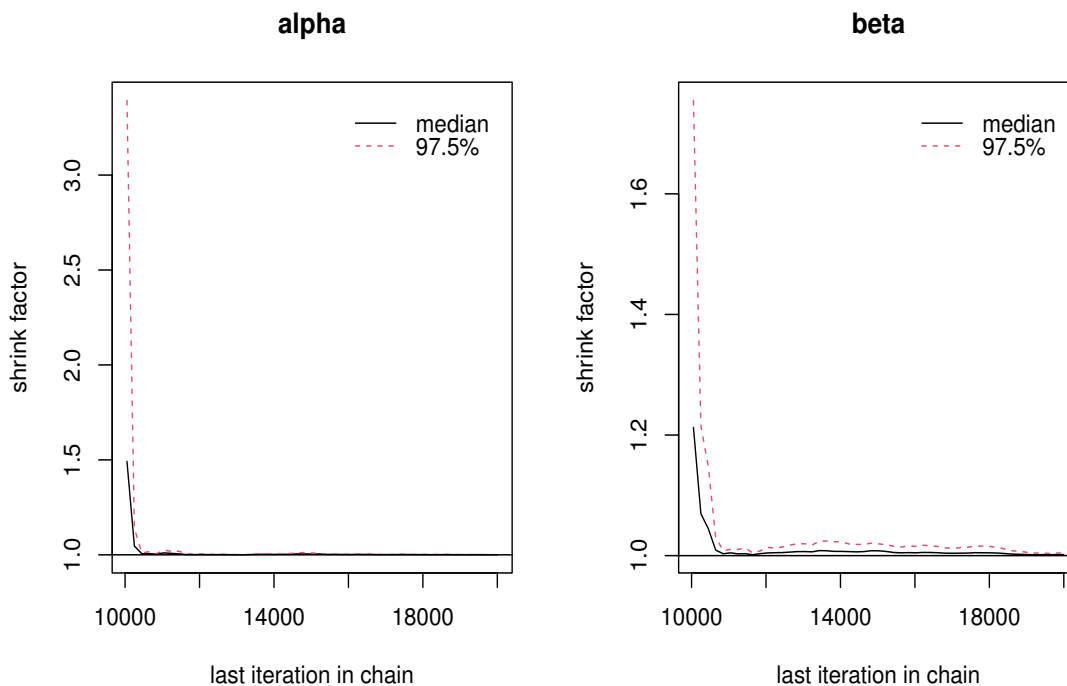 alpha
shrink factor
3.0
2.5
2.0
1.5
1.0
median
97.5%
10000
14000
18000
last iteration in chain
beta
shrink factor
1.6
1.4
1.2
1.0
median
97.5%
10000
14000
18000
last iteration in chain